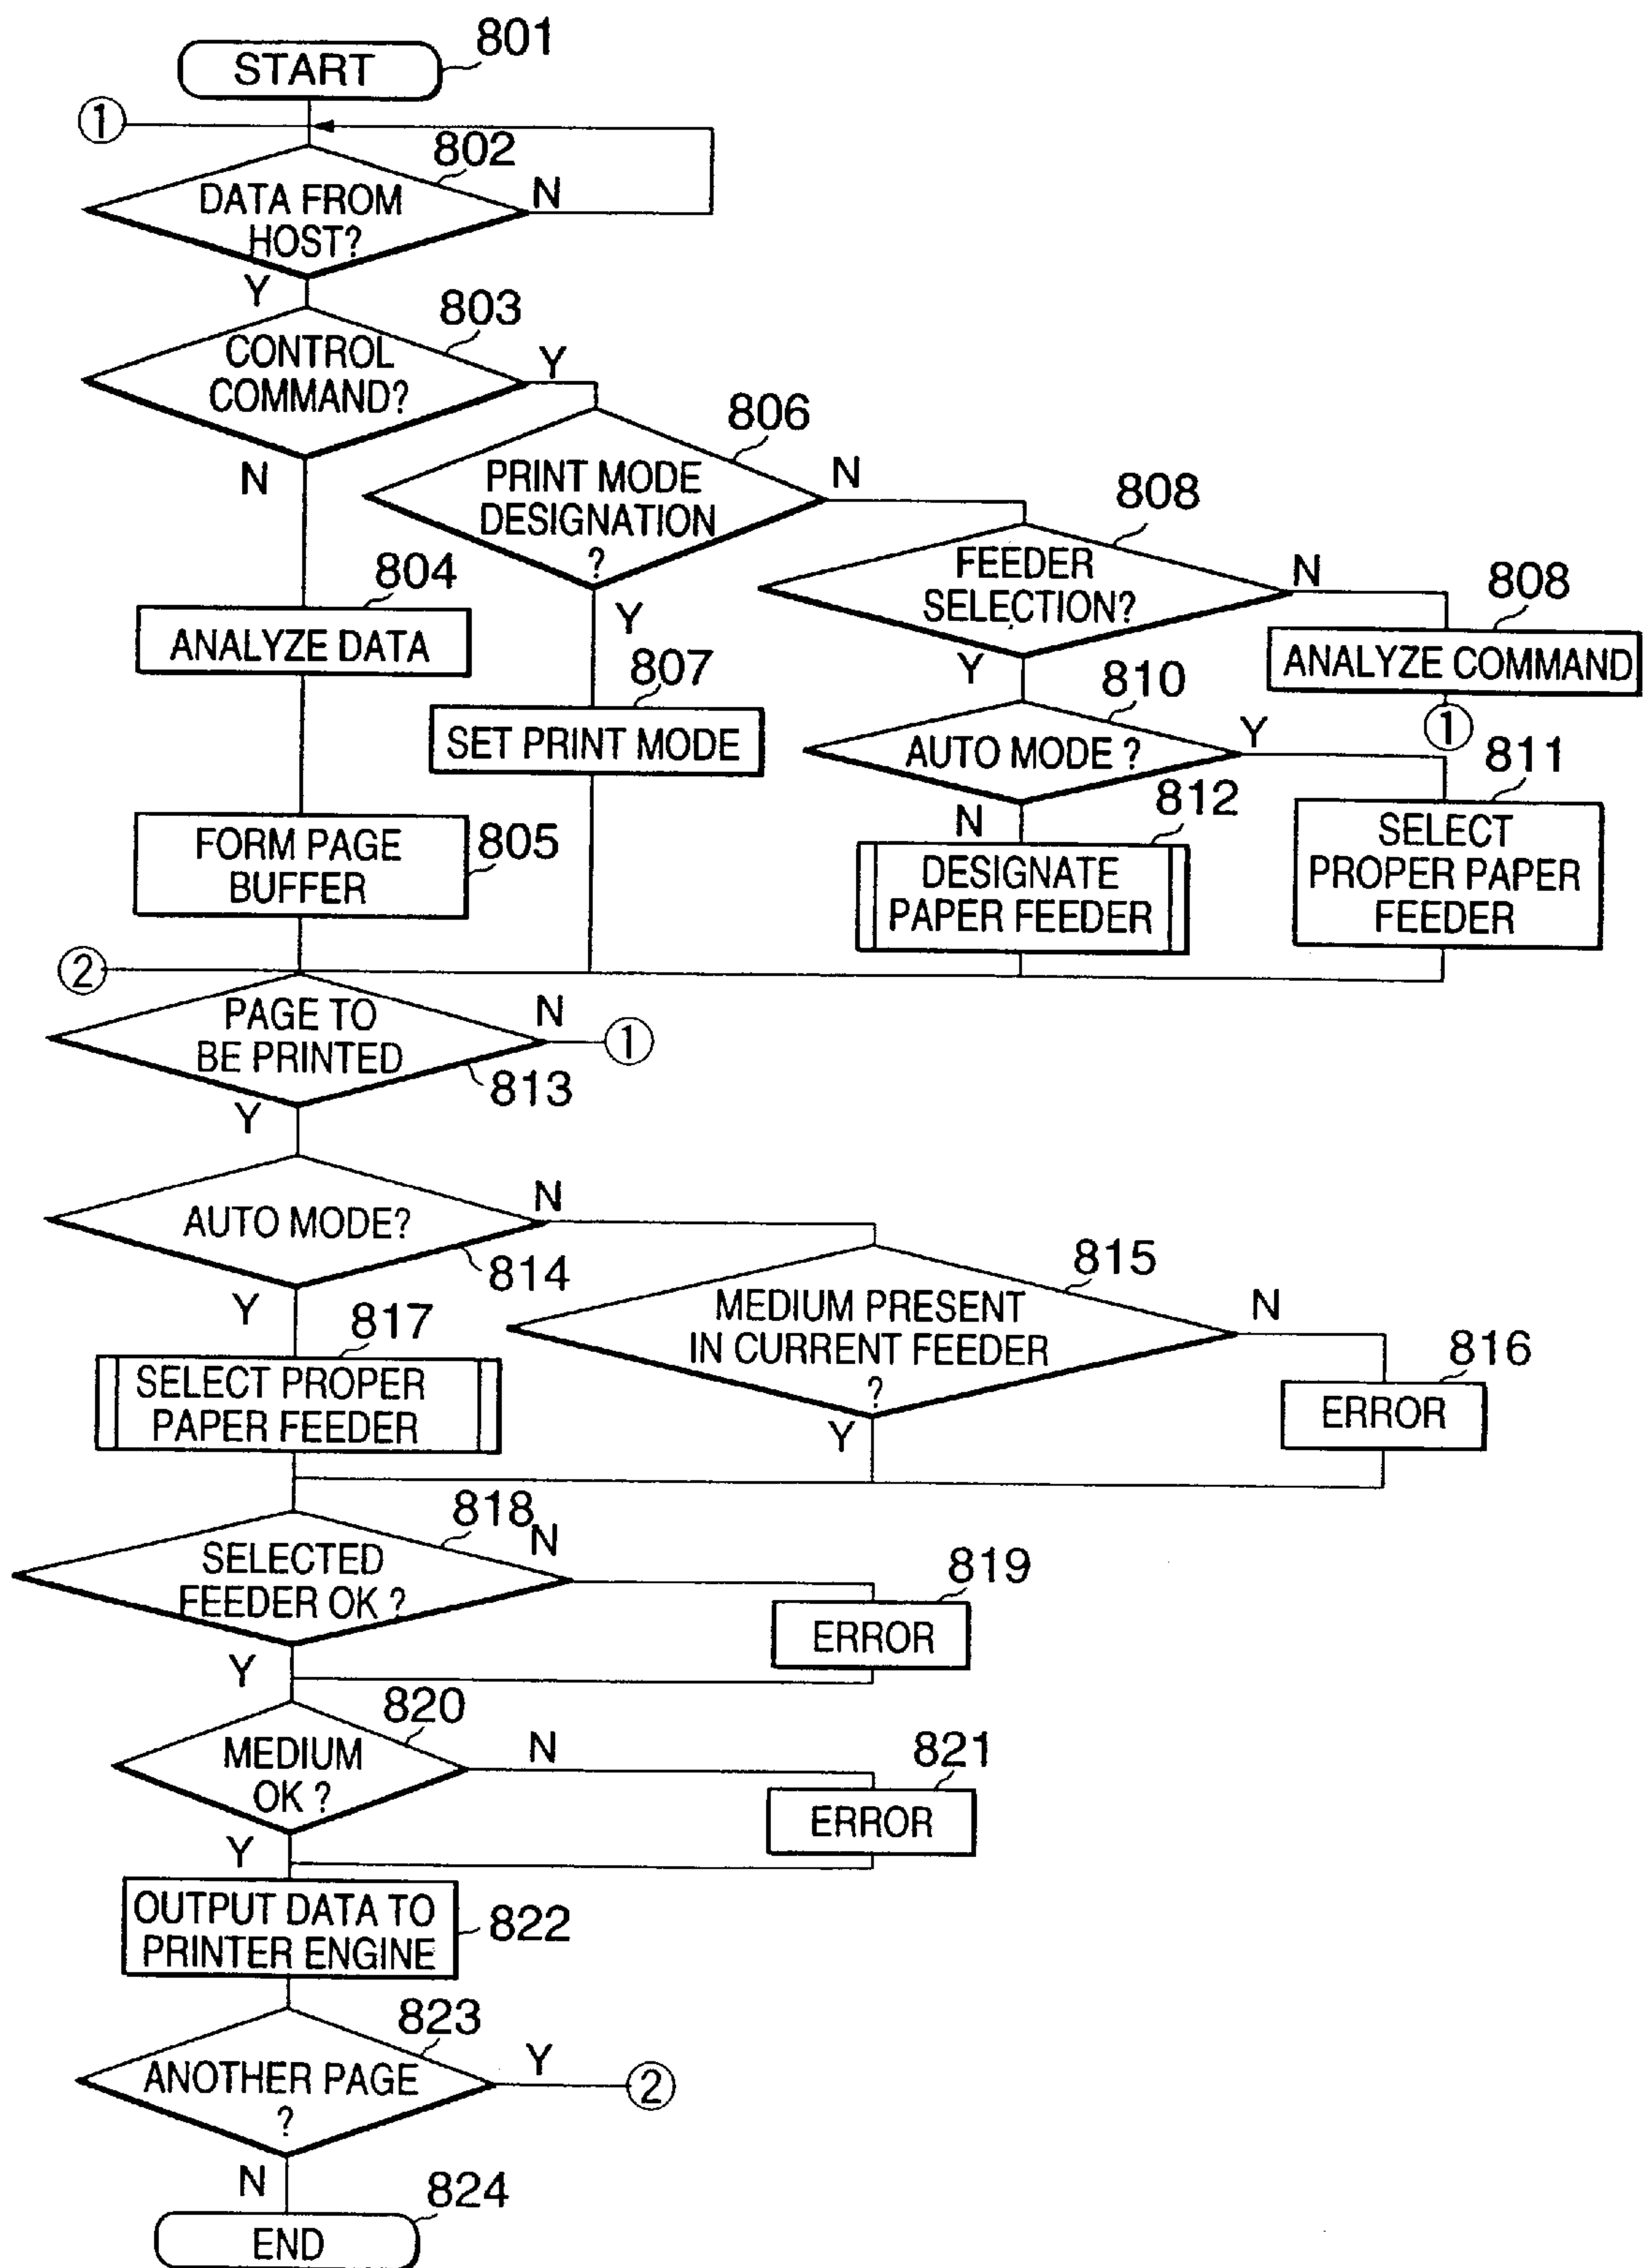 801
START
①
802
DATA FROM
HOST?
N
Y
803
CONTROL
COMMAND?
Y
N
806
PRINT MODE
DESIGNATION
?
N
Y
808
FEEDER
SELECTION?
N
Y
808
ANALYZE COMMAND
①
804
ANALYZE DATA
807
SET PRINT MODE
810
AUTO MODE ?
Y
N
811
SELECT
PROPER PAPER
FEEDER
812
DESIGNATE
PAPER FEEDER
FORM PAGE
BUFFER
805
②
PAGE TO
BE PRINTED
N
①
813
Y
AUTO MODE?
N
814
Y
815
MEDIUM PRESENT
IN CURRENT FEEDER
?
N
Y
816
ERROR
817
SELECT PROPER
PAPER FEEDER
818
SELECTED
FEEDER OK ?
N
Y
819
ERROR
820
MEDIUM
OK ?
N
Y
821
ERROR
OUTPUT DATA TO
PRINTER ENGINE
822
823
ANOTHER PAGE
?
Y
②
N
824
END